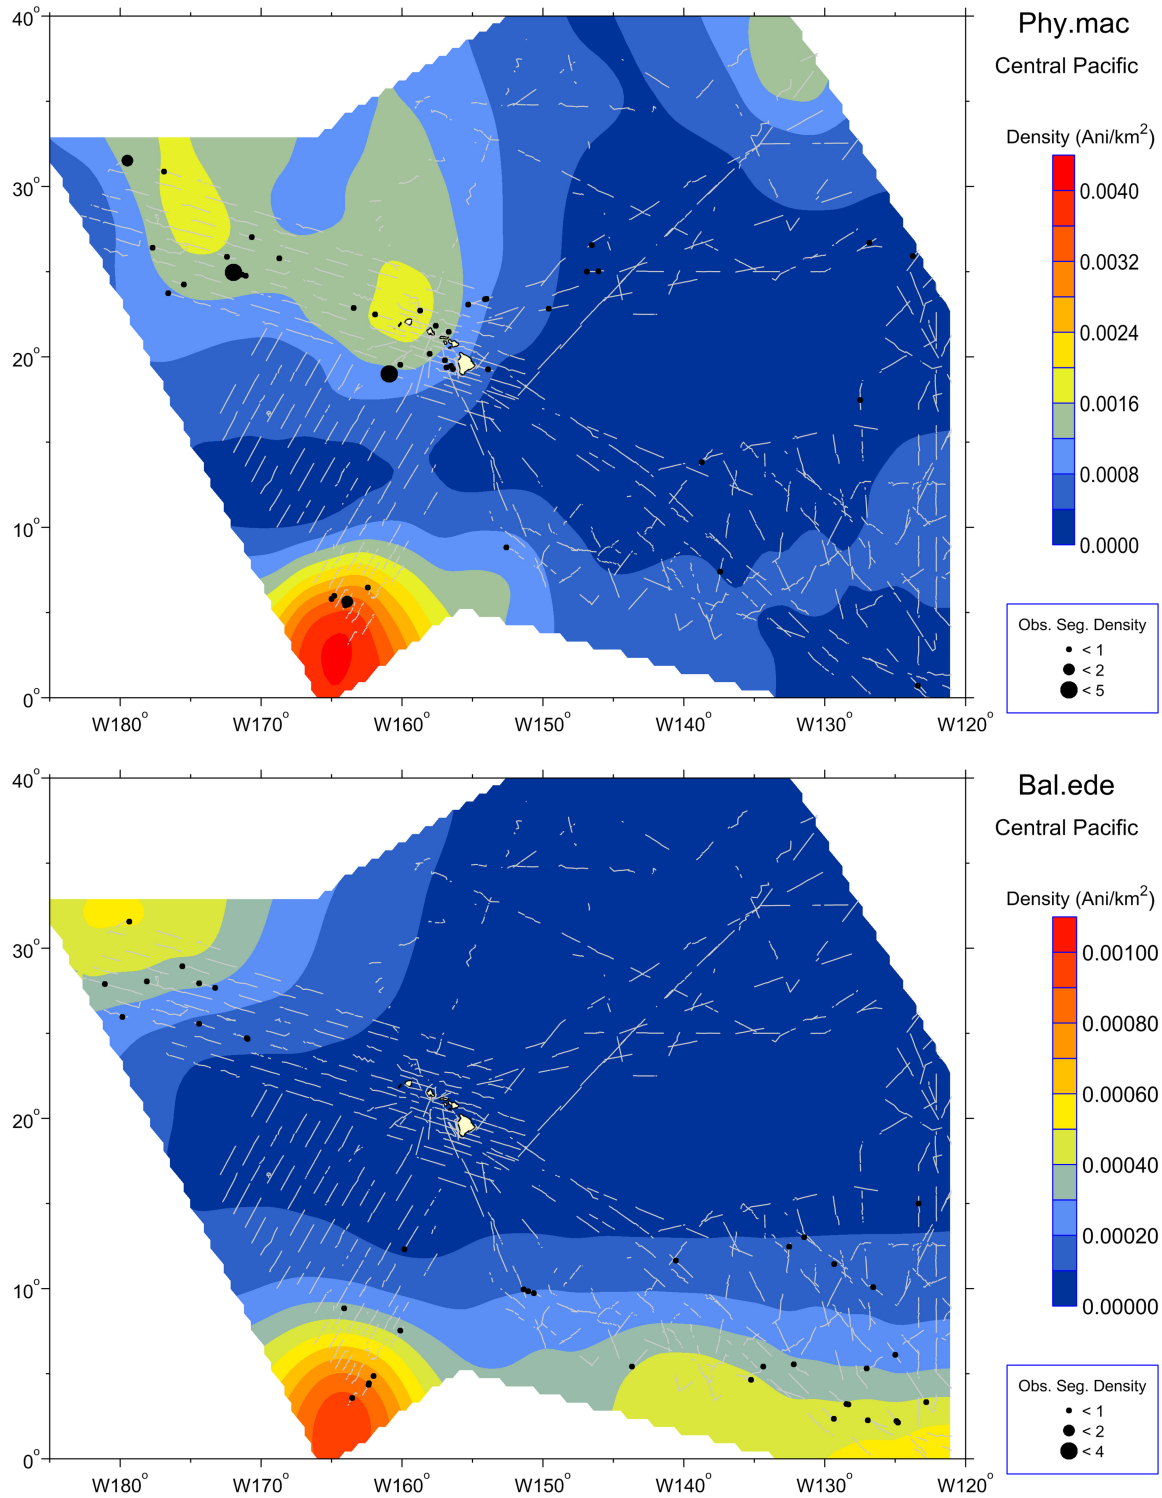 Phy.mac
Central Pacific
Density (Ani/km²)
0.0040
0.0032
0.0024
0.0016
0.0008
0.0000
Obs. Seg. Density
< 1
< 2
< 5
40°
30°
20°
10°
0°
W180° W170° W160° W150° W140° W130° W120°
Bal.ede
Central Pacific
Density (Ani/km²)
0.00100
0.00080
0.00060
0.00040
0.00020
0.00000
Obs. Seg. Density
< 1
< 2
< 4
40°
30°
20°
10°
0°
W180° W170° W160° W150° W140° W130° W120°